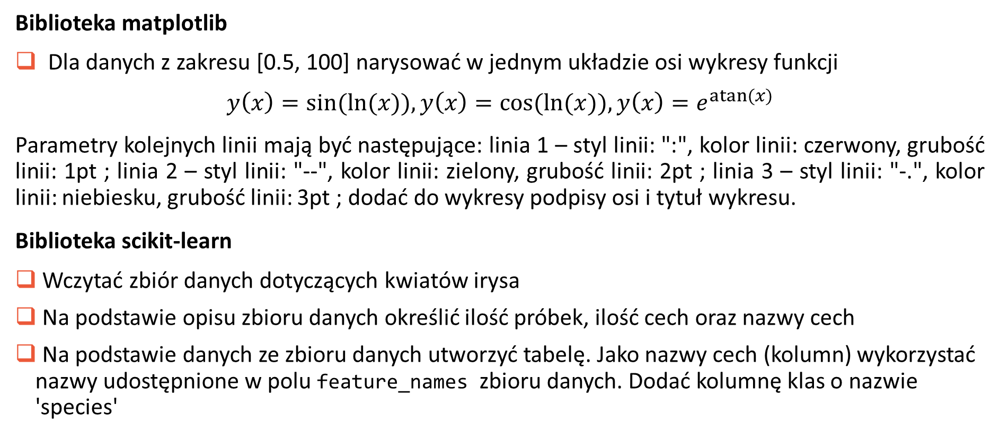 Biblioteka matplotlib
❑ Dla danych z zakresu [0.5, 100] narysować w jednym układzie osi wykresy funkcji
y(x) = sin(ln(x)), y(x) = cos(ln(x)), y(x) = e^atan(x)
Parametry kolejnych linii mają być następujące: linia 1 – styl linii: ":", kolor linii: czerwony, grubość
linii: 1pt ; linia 2 – styl linii: "--", kolor linii: zielony, grubość linii: 2pt ; linia 3 – styl linii: "-.", kolor
linii: niebiesku, grubość linii: 3pt ; dodać do wykresy podpisy osi i tytuł wykresu.
Biblioteka scikit-learn
❑ Wczytać zbiór danych dotyczących kwiatów irysa
❑ Na podstawie opisu zbioru danych określić ilość próbek, ilość cech oraz nazwy cech
❑ Na podstawie danych ze zbioru danych utworzyć tabelę. Jako nazwy cech (kolumn) wykorzystać
nazwy udostępnione w polu feature_names zbioru danych. Dodać kolumnę klas o nazwie
'species'